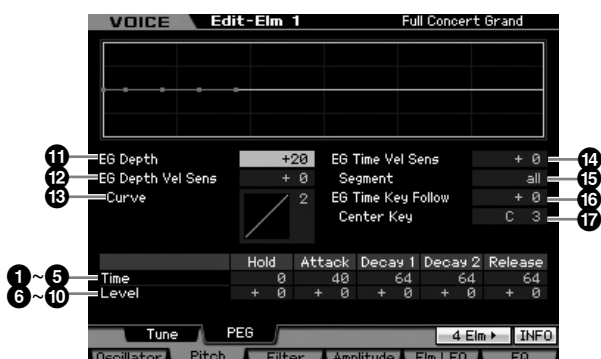 VOICE Edit-Elm 1 Full Concert Grand
11 EG Depth +20 EG Time Vel Sens + 0 14
12 EG Depth Vel Sens + 0 Segment all 15
13 Curve 2 EG Time Key Follow + 0 16
Center Key C 3 17
Hold Attack Decay 1 Decay 2 Release
1 ~ 5 Time 0 40 64 64 64
6 ~ 10 Level + 0 + 0 + 0 + 0 + 0
Tune PEG 4 Elm INFO
Oscillator Pitch Filter Amplitude Elm LFO EQ